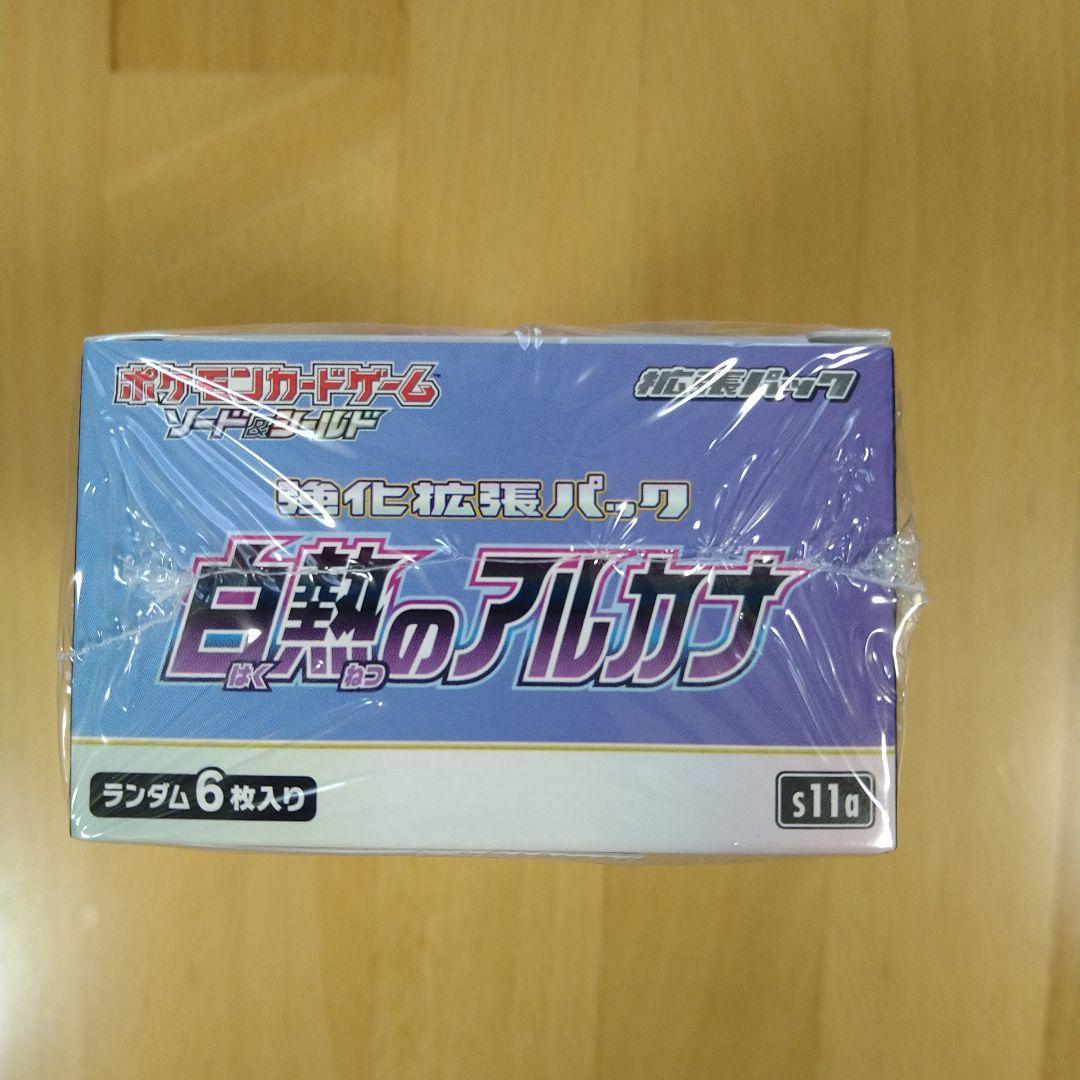 ポケモンカードゲーム™
拡張パック
ソード&シールド
強化拡張パック
白熱のアルカナ
はく ねつ
ランダム6枚入り
s11a